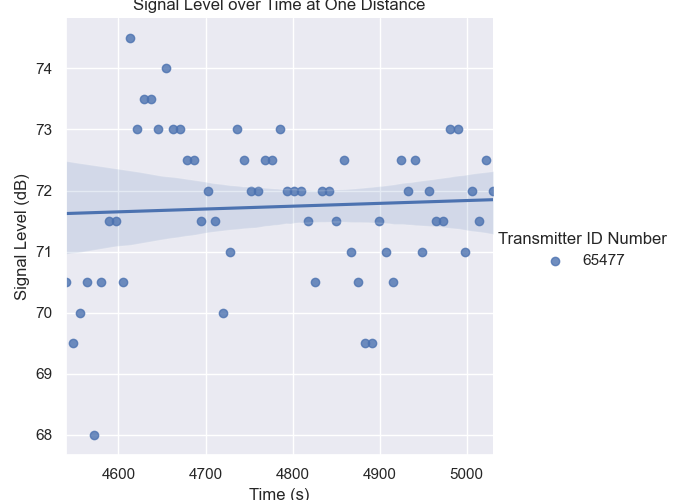 Signal Level over Time at One Distance
74
73
72
71
70
69
68
Signal Level (dB)
4600 4700 4800 4900 5000
Time (s)
Transmitter ID Number
65477